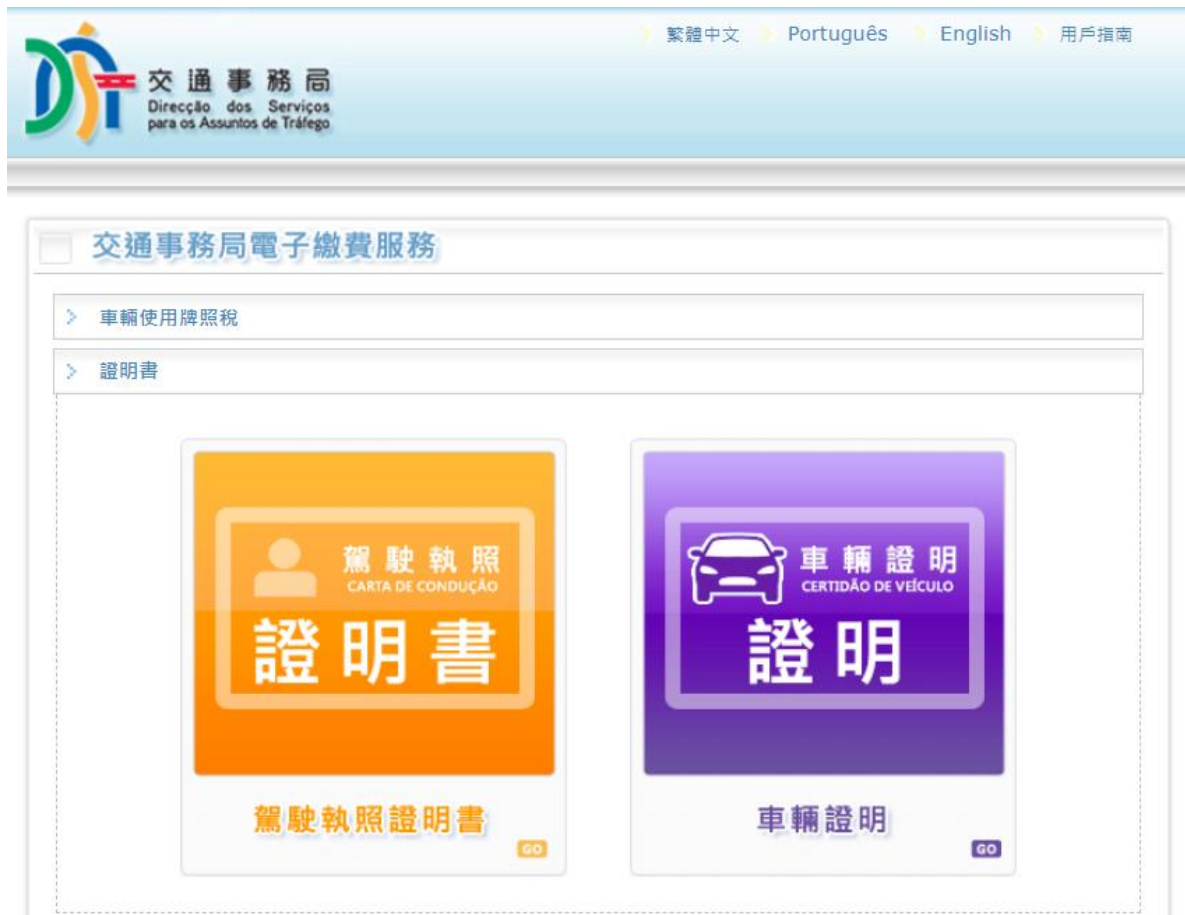 繁體中文 Português English 用戶指南
交通事務局
Direcção dos Serviços
para os Assuntos de Tráfego
交通事務局電子繳費服務
車輛使用牌照稅
證明書
駕駛執照
CARTA DE CONDUÇÃO
證明書
駕駛執照證明書
GO
車輛證明
CERTIDÃO DE VEÍCULO
證明
車輛證明
GO